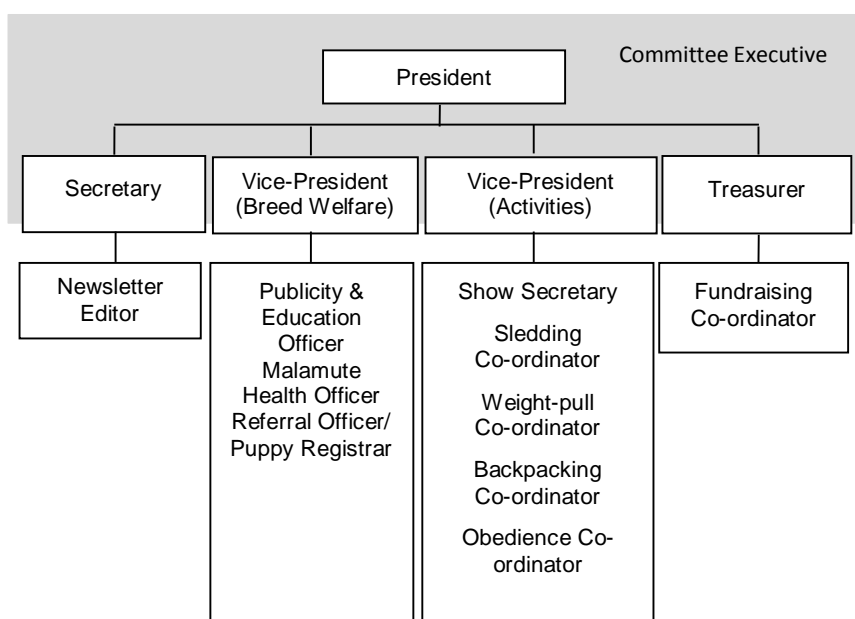 Committee Executive
President
Secretary
Vice-President
(Breed Welfare)
Vice-President
(Activities)
Treasurer
Newsletter
Editor
Publicity &
Education
Officer
Malamute
Health Officer
Referral Officer/
Puppy Registrar
Show Secretary
Sledding
Co-ordinator
Weight-pull
Co-ordinator
Backpacking
Co-ordinator
Obedience Co-
ordinator
Fundraising
Co-ordinator